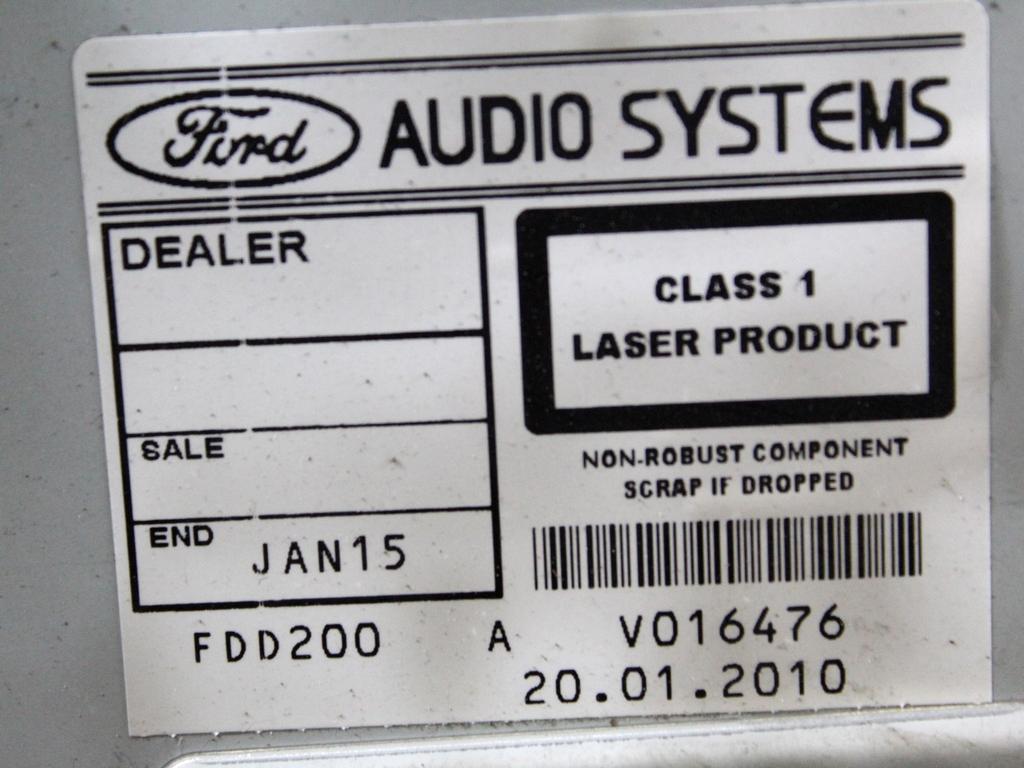 Ford AUDIO SYSTEMS
DEALER
SALE
END JAN15
CLASS 1
LASER PRODUCT
NON-ROBUST COMPONENT
SCRAP IF DROPPED
FDD200 A V016476
20.01.2010